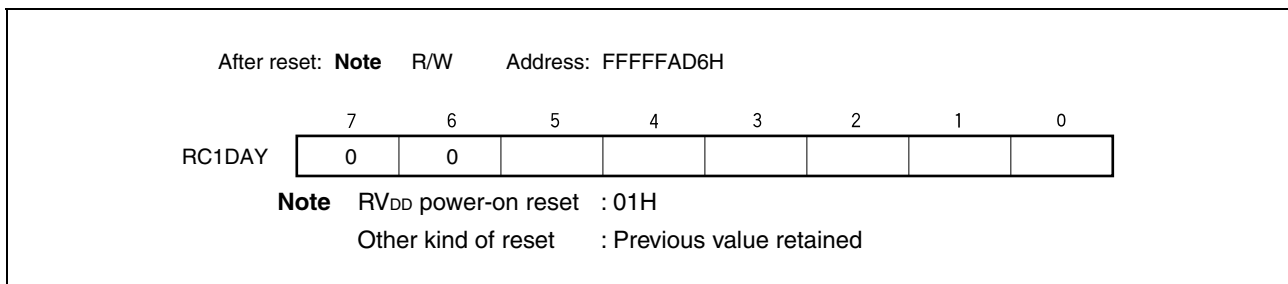 After reset: Note R/W Address: FFFFFAD6H
7 6 5 4 3 2 1 0
RC1DAY 0 0
Note RVDD power-on reset : 01H
Other kind of reset : Previous value retained